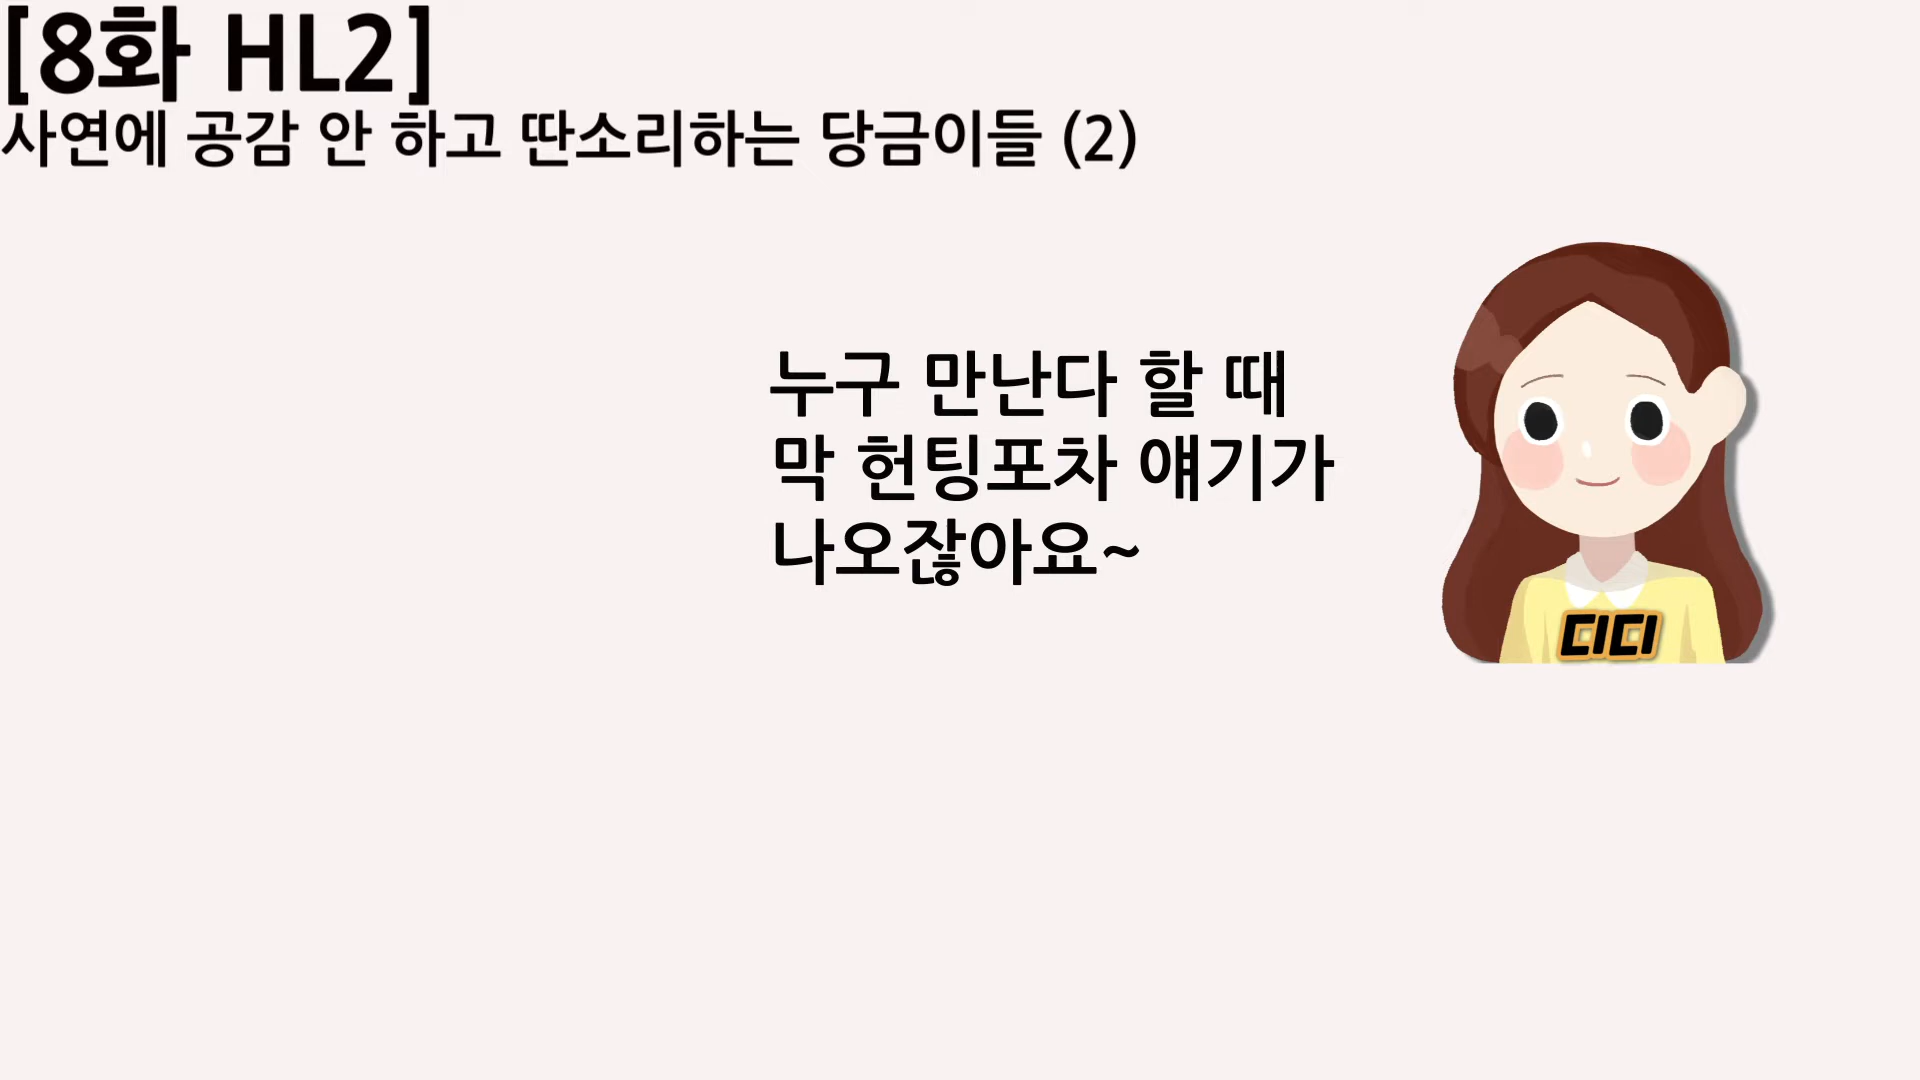 [8화 HL2]
사연에 공감 안 하고 딴소리하는 당금이들 (2)
누구 만난다 할 때
막 헌팅포차 얘기가
나오잖아요~
디디